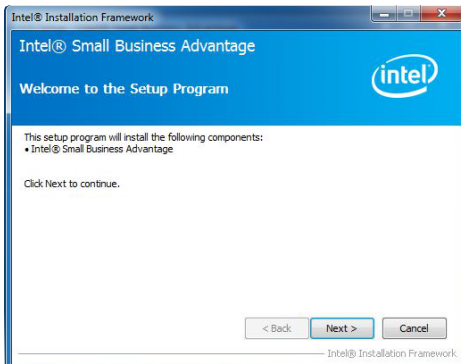 Intel® Installation Framework
Intel® Small Business Advantage
intel
Welcome to the Setup Program
This setup program will install the following components:
• Intel® Small Business Advantage
Click Next to continue.
< Back
Next >
Cancel
Intel® Installation Framework